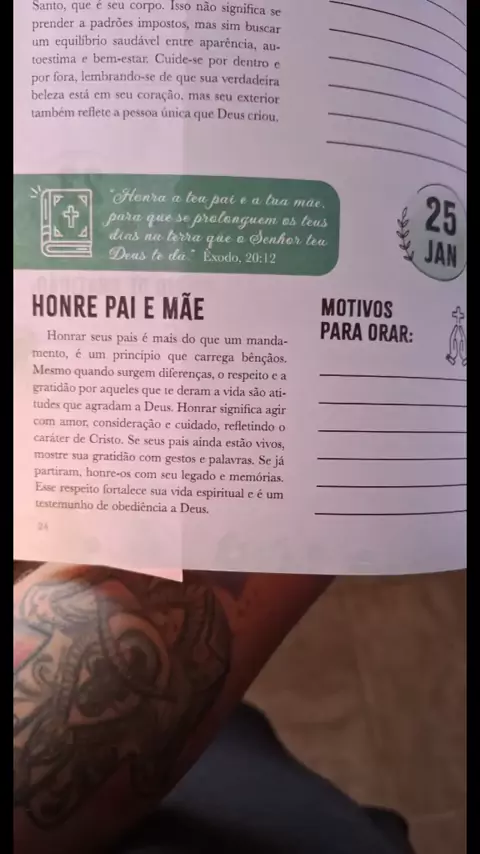 Santo, que é seu corpo. Isso não significa se
prender a padrões impostos, mas sim buscar
um equilíbrio saudável entre aparência, au-
toestima e bem-estar. Cuide-se por dentro e
por fora, lembrando-se de que sua verdadeira
beleza está em seu coração, mas seu exterior
também reflete a pessoa única que Deus criou.
"Honra a teu pai e a tua mãe,
para que se prolonguem os teus
dias na terra que o Senhor teu
Deus te dá." Êxodo, 20:12
25
JAN
HONRE PAI E MÃE
Honrar seus pais é mais do que um manda-
mento, é um princípio que carrega bênçãos.
Mesmo quando surgem diferenças, o respeito e a
gratidão por aqueles que te deram a vida são ati-
tudes que agradam a Deus. Honrar significa agir
com amor, consideração e cuidado, refletindo o
caráter de Cristo. Se seus pais ainda estão vivos,
mostre sua gratidão com gestos e palavras. Se já
partiram, honre-os com seu legado e memórias.
Esse respeito fortalece sua vida espiritual e é um
testemunho de obediência a Deus.
MOTIVOS
PARA ORAR:
26